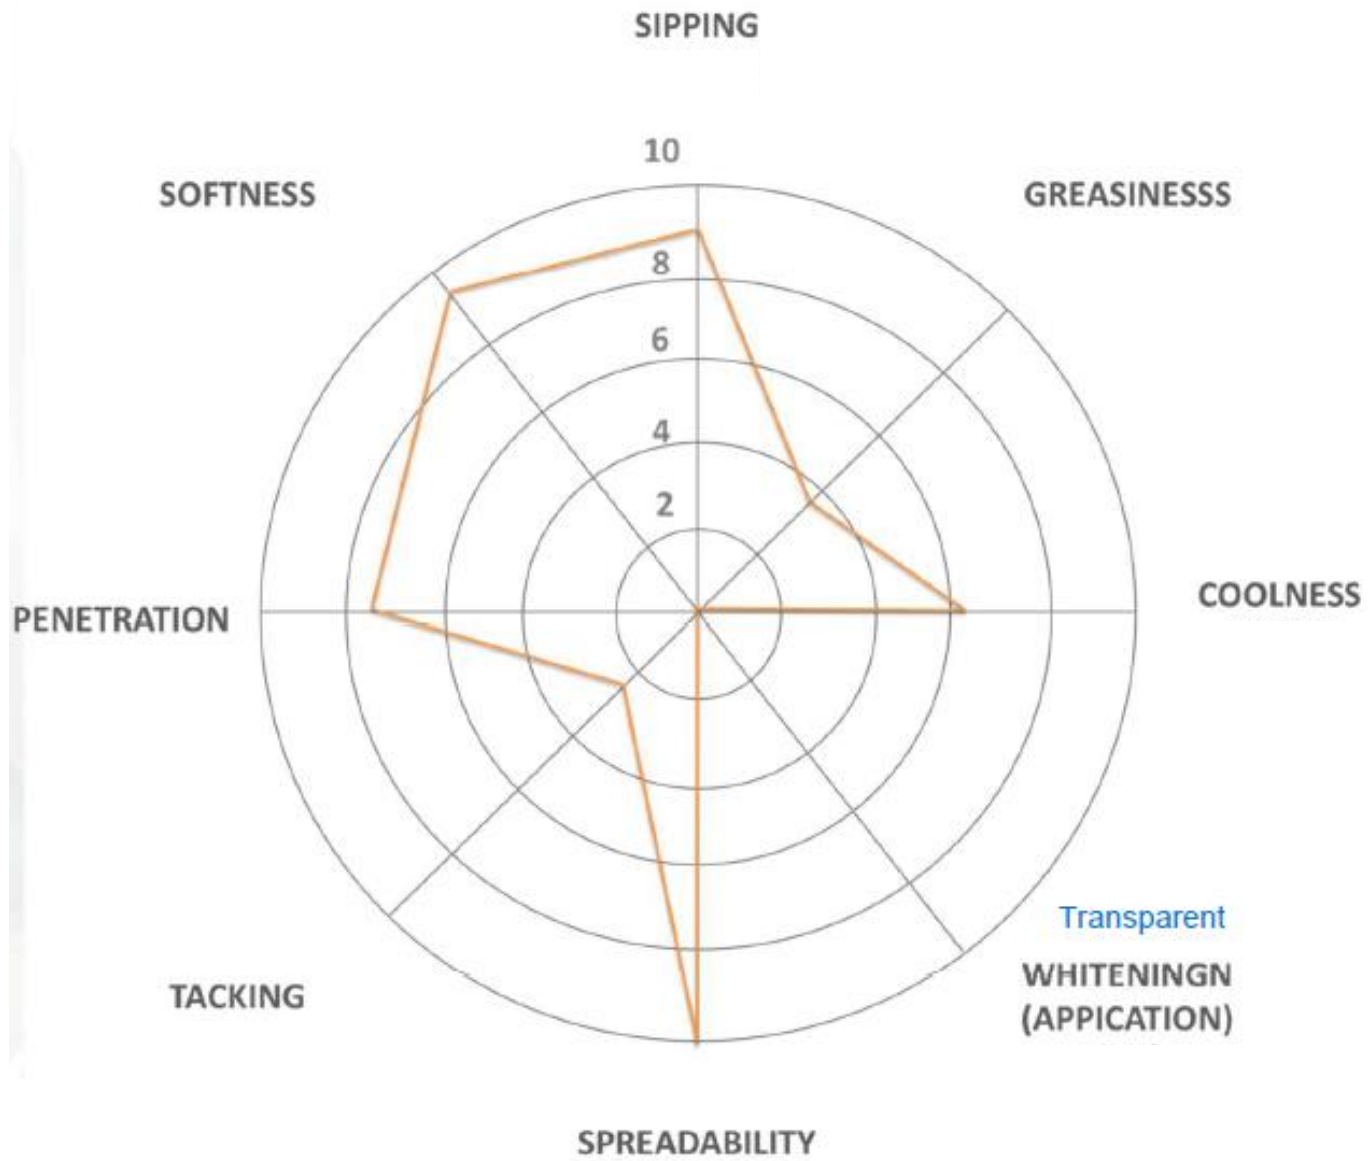 SIPPING
10
SOFTNESS
GREASINESSS
8
6
4
2
COOLNESS
PENETRATION
Transparent
WHITENINGN
(APPICATION)
TACKING
SPREADABILITY